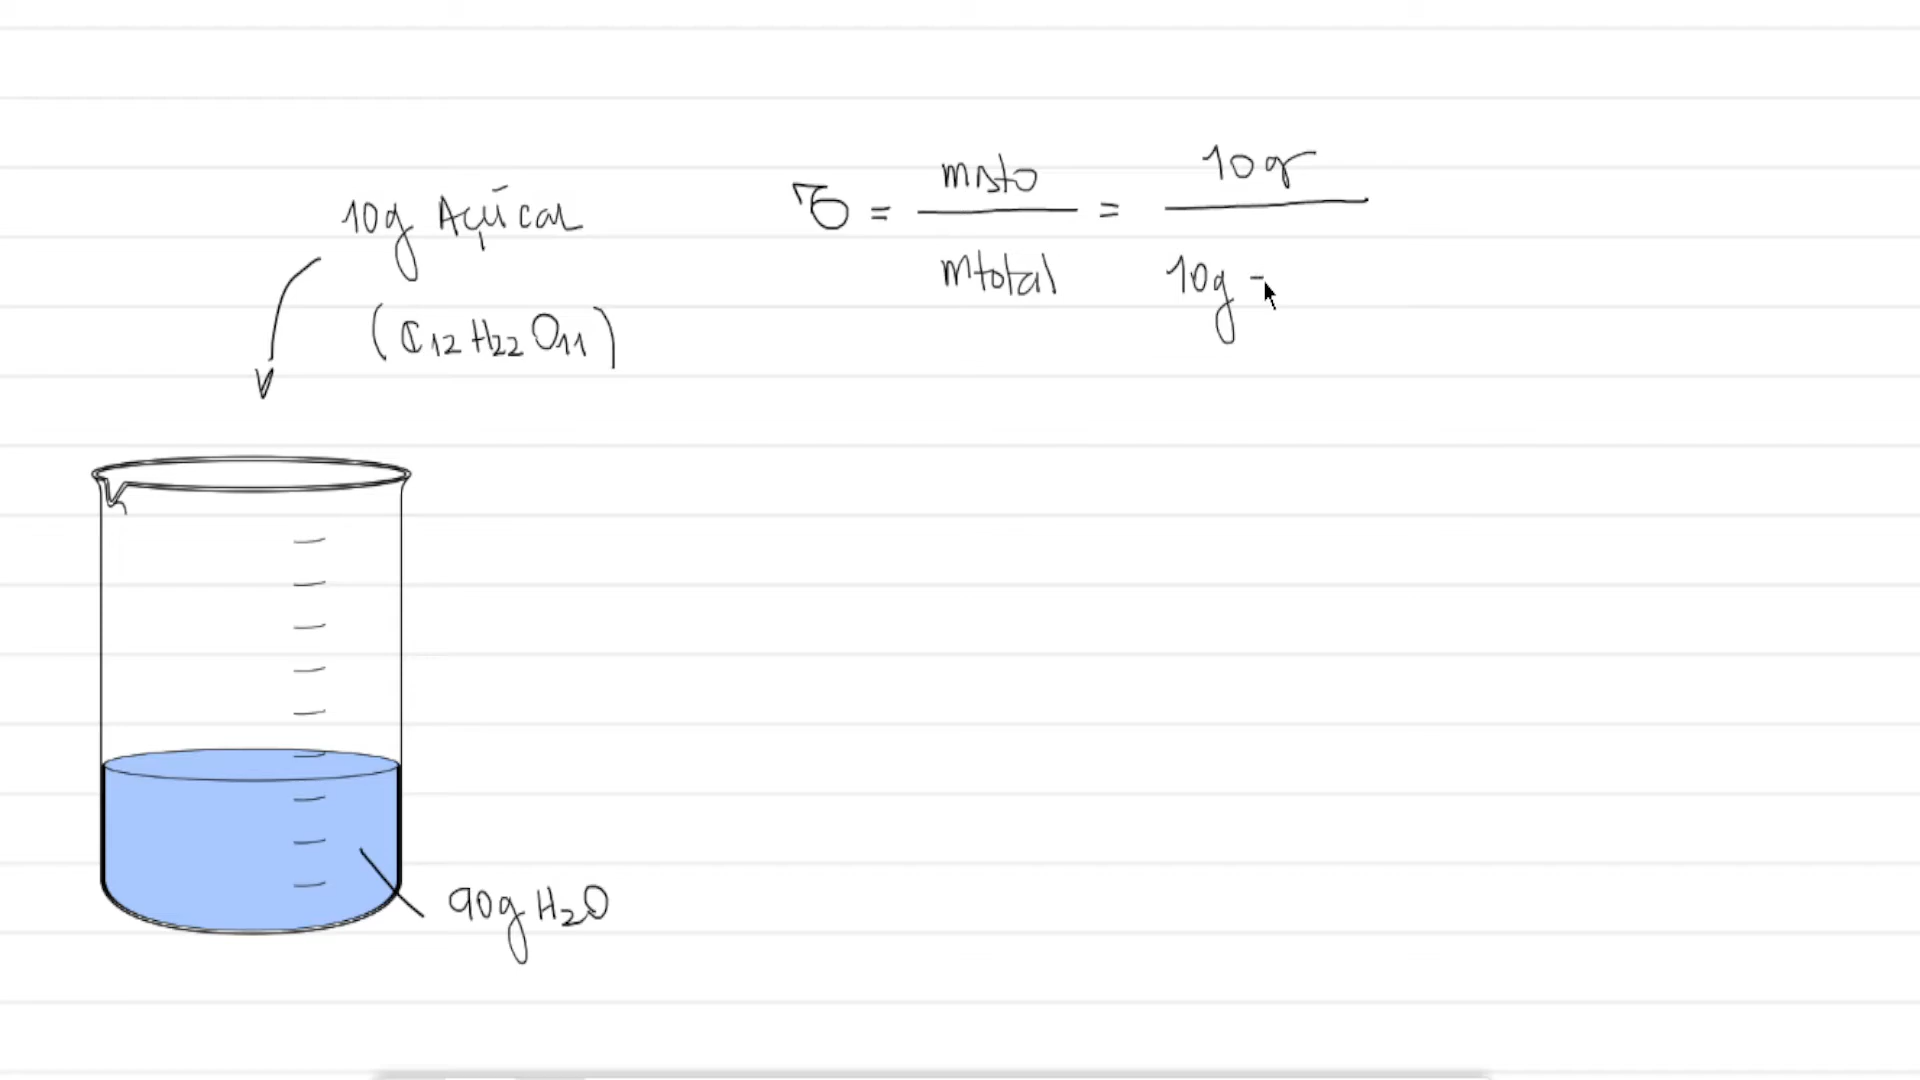 10g Açúcar
(C12H22O11)
90g H2O
τ = msto / mtotal = 10g / 10g -